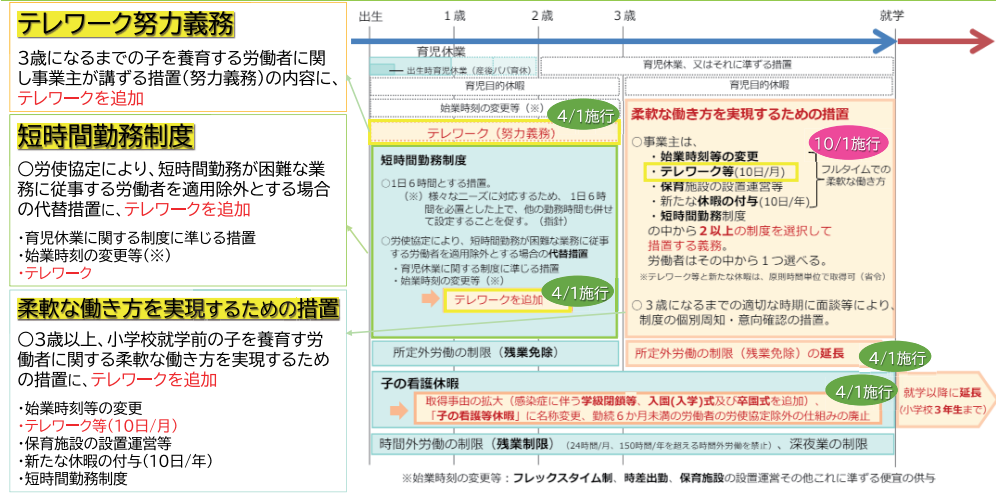 テレワーク努力義務
3歳になるまでの子を養育する労働者に関
し事業主が講ずる措置(努力義務)の内容に、
テレワークを追加
短時間勤務制度
○労使協定により、短時間勤務が困難な業
務に従事する労働者を適用除外とする場合
の代替措置に、テレワークを追加
・育児休業に関する制度に準じる措置
・始業時刻の変更等(※)
・テレワーク
柔軟な働き方を実現するための措置
○3歳以上、小学校就学前の子を養育す労
働者に関する柔軟な働き方を実現するため
の措置に、テレワークを追加
・始業時刻等の変更
・テレワーク等(10日/月)
・保育施設の設置運営等
・新たな休暇の付与(10日/年)
・短時間勤務制度
出生
1歳
2歳
3歳
就学
育児休業
出生時育児休業(産後パパ育休)
育児休業、又はそれに準ずる措置
育児目的休暇
育児目的休暇
始業時刻の変更等(※)
4/1施行
テレワーク(努力義務)
短時間勤務制度
○1日6時間とする措置。
(※)様々なニーズに対応するため、1日6時
間を必置とした上で、他の勤務時間も併せ
て設定することを促す。(指針)
○労使協定により、短時間勤務が困難な業務に従事
する労働者を適用除外とする場合の代替措置
・育児休業に関する制度に準じる措置
・始業時刻の変更等(※)
テレワークを追加
4/1施行
柔軟な働き方を実現するための措置
○事業主は、
10/1施行
・始業時刻等の変更
・テレワーク等(10日/月)
・保育施設の設置運営等
・新たな休暇の付与(10日/年)
・短時間勤務制度
フルタイムでの
柔軟な働き方
の中から2以上の制度を選択して
措置する義務。
労働者はその中から1つ選べる。
※テレワーク等と新たな休暇は、原則時間単位で取得可(省令)
○3歳になるまでの適切な時期に面談等により、
制度の個別周知・意向確認の措置。
所定外労働の制限(残業免除)
所定外労働の制限(残業免除)の延長
4/1施行
子の看護休暇
4/1施行
取得事由の拡大(感染症に伴う学級閉鎖等、入園(入学)式及び卒園式を追加)、
「子の看護等休暇」に名称変更、勤続6か月未満の労働者の労使協定除外の仕組みの廃止
就学以降に延長
(小学校3年生まで)
時間外労働の制限(残業制限)(24時間/月、150時間/年を超える時間外労働を禁止)、深夜業の制限
※始業時刻の変更等：フレックスタイム制、時差出勤、保育施設の設置運営その他これに準ずる便宜の供与